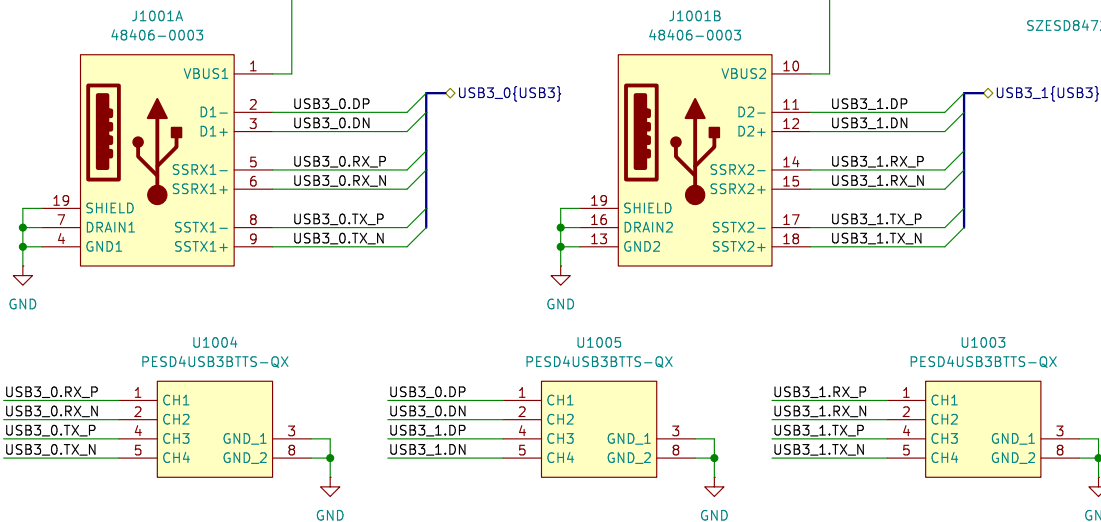 J1001A
48406-0003
VBUS1
1
D1-
2
USB3_0.DP
D1+
3
USB3_0.DN
SSRX1-
5
USB3_0.RX_P
SSRX1+
6
USB3_0.RX_N
SSTX1-
8
USB3_0.TX_P
SSTX1+
9
USB3_0.TX_N
19
SHIELD
7
DRAIN1
4
GND1
GND
USB3_0{USB3}
J1001B
48406-0003
VBUS2
10
D2-
11
USB3_1.DP
D2+
12
USB3_1.DN
SSRX2-
14
USB3_1.RX_P
SSRX2+
15
USB3_1.RX_N
SSTX2-
17
USB3_1.TX_P
SSTX2+
18
USB3_1.TX_N
19
SHIELD
16
DRAIN2
13
GND2
GND
USB3_1{USB3}
U1004
PESD4USB3BTTS-QX
USB3_0.RX_P
1
CH1
USB3_0.RX_N
2
CH2
USB3_0.TX_P
4
CH3
GND_1
3
USB3_0.TX_N
5
CH4
GND_2
8
GND
U1005
PESD4USB3BTTS-QX
USB3_0.DP
1
CH1
USB3_0.DN
2
CH2
USB3_1.DP
4
CH3
GND_1
3
USB3_1.DN
5
CH4
GND_2
8
GND
U1003
PESD4USB3BTTS-QX
USB3_1.RX_P
1
CH1
USB3_1.RX_N
2
CH2
USB3_1.TX_P
4
CH3
GND_1
3
USB3_1.TX_N
5
CH4
GND_2
8